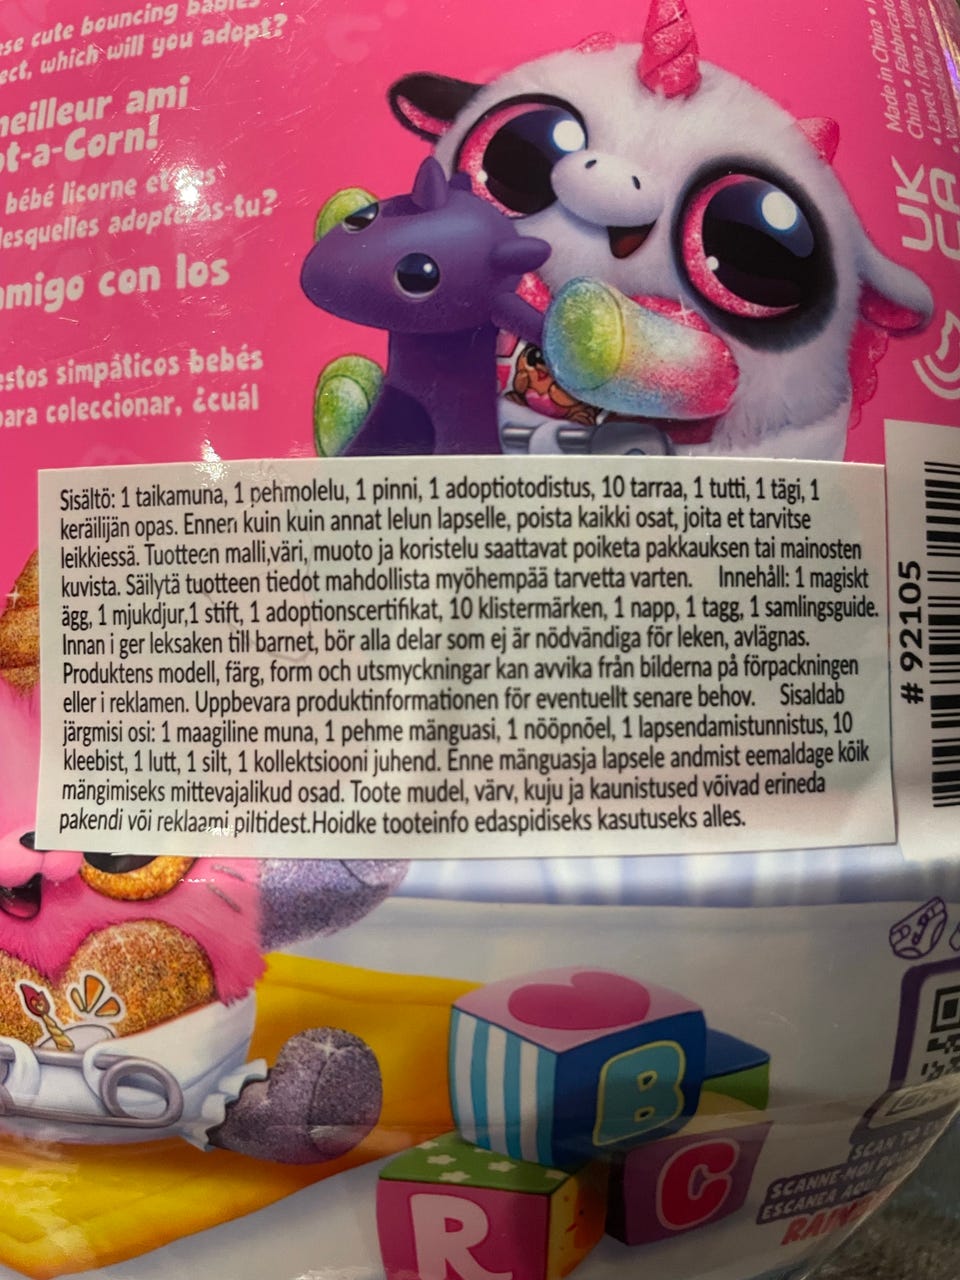 cute bouncing babies
which will you adopt?
meilleur ami
bébé licorne
adopteras-tu?
amigo con los
estos simpáticos bebés
para coleccionar, ¿cuál
Made in China •
China •
UK
CA
Sisältö: 1 taikamuna, 1 pehmolelu, 1 pinni, 1 adoptiotodistus, 10 tarraa, 1 tutti, 1 tägi, 1
keräilijän opas. Ennen kuin kuin annat lelun lapselle, poista kaikki osat, joita et tarvitse
leikkiessä. Tuotteen malli,väri, muoto ja koristelu saattavat poiketa pakkauksen tai mainosten
kuvista. Säilytä tuotteen tiedot mahdollista myöhempää tarvetta varten. Innehåll: 1 magiskt
ägg, 1 mjukdjur,1 stift, 1 adoptionscertifikat, 10 klistermärken, 1 napp, 1 tagg, 1 samlingsguide.
Innan i ger leksaken till barnet, bör alla delar som ej är nödvändiga för leken, avlägnas.
Produktens modell, färg, form och utsmyckningar kan avvika från bilderna på förpackningen
eller i reklamen. Uppbevara produktinformationen för eventuellt senare behov. Sisaldab
järgmisi osi: 1 maagiline muna, 1 pehme mänguasi, 1 nööpnõel, 1 lapsendamistunnistus, 10
kleebist, 1 lutt, 1 silt, 1 kollektsiooni juhend. Enne mänguasja lapsele andmist eemaldage kõik
mängimiseks mittevajalikud osad. Toote mudel, värv, kuju ja kaunistused võivad erineda
pakendi või reklaami piltidest.Hoidke tooteinfo edaspidiseks kasutuseks alles.
# 92105
B
C
R
SCAN TO
SCANNE-MOI
ESCANEA